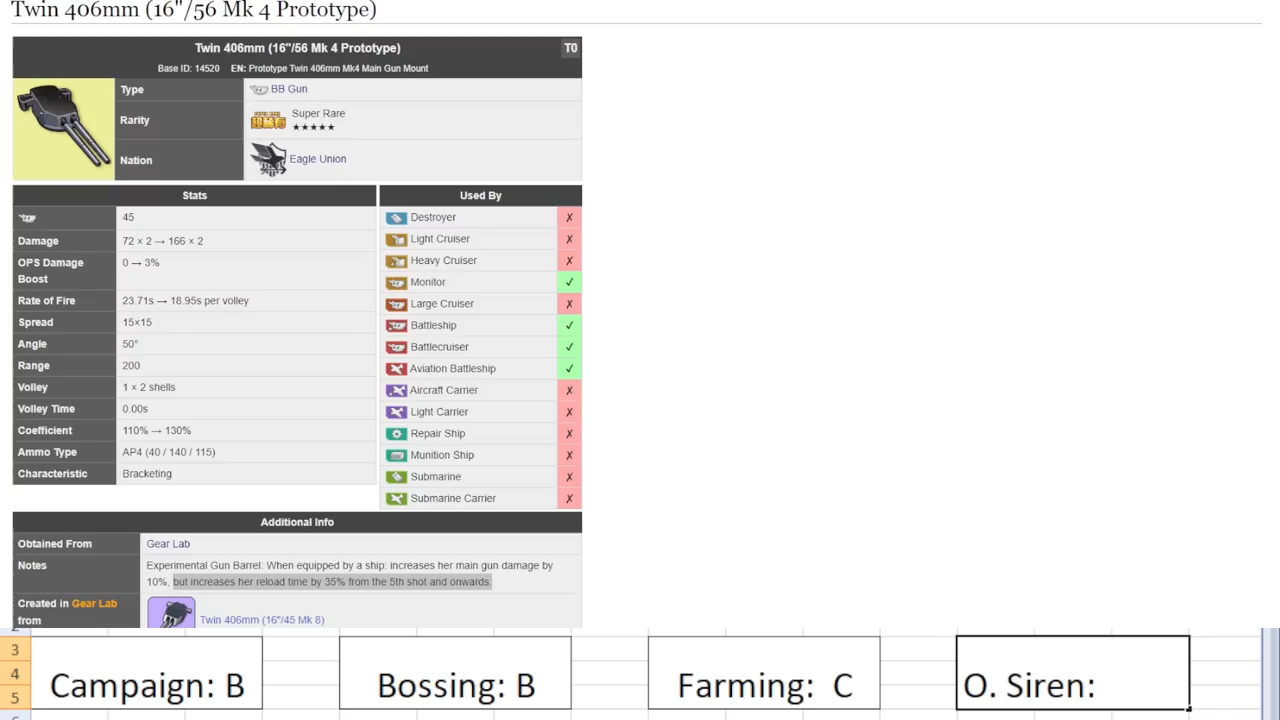 Twin 406mm (16"/56 Mk 4 Prototype)
Twin 406mm (16"/56 Mk 4 Prototype) T0
Base ID: 14520 EN: Prototype Twin 406mm Mk4 Main Gun Mount
Type BB Gun
Rarity Super Rare
★★★★★
Nation Eagle Union
Stats
45
Damage 72 × 2 → 166 × 2
OPS Damage Boost 0 → 3%
Rate of Fire 23.71s → 18.95s per volley
Spread 15×15
Angle 50°
Range 200
Volley 1 × 2 shells
Volley Time 0.00s
Coefficient 110% → 130%
Ammo Type AP4 (40 / 140 / 115)
Characteristic Bracketing
Used By
Destroyer ✗
Light Cruiser ✗
Heavy Cruiser ✗
Monitor ✓
Large Cruiser ✗
Battleship ✓
Battlecruiser ✓
Aviation Battleship ✓
Aircraft Carrier ✗
Light Carrier ✗
Repair Ship ✗
Munition Ship ✗
Submarine ✗
Submarine Carrier ✗
Additional Info
Obtained From Gear Lab
Notes Experimental Gun Barrel: When equipped by a ship: increases her main gun damage by
10%, but increases her reload time by 35% from the 5th shot and onwards.
Created in Gear Lab
from Twin 406mm (16"/45 Mk 8)
3
4
5
Campaign: B Bossing: B Farming: C O. Siren: